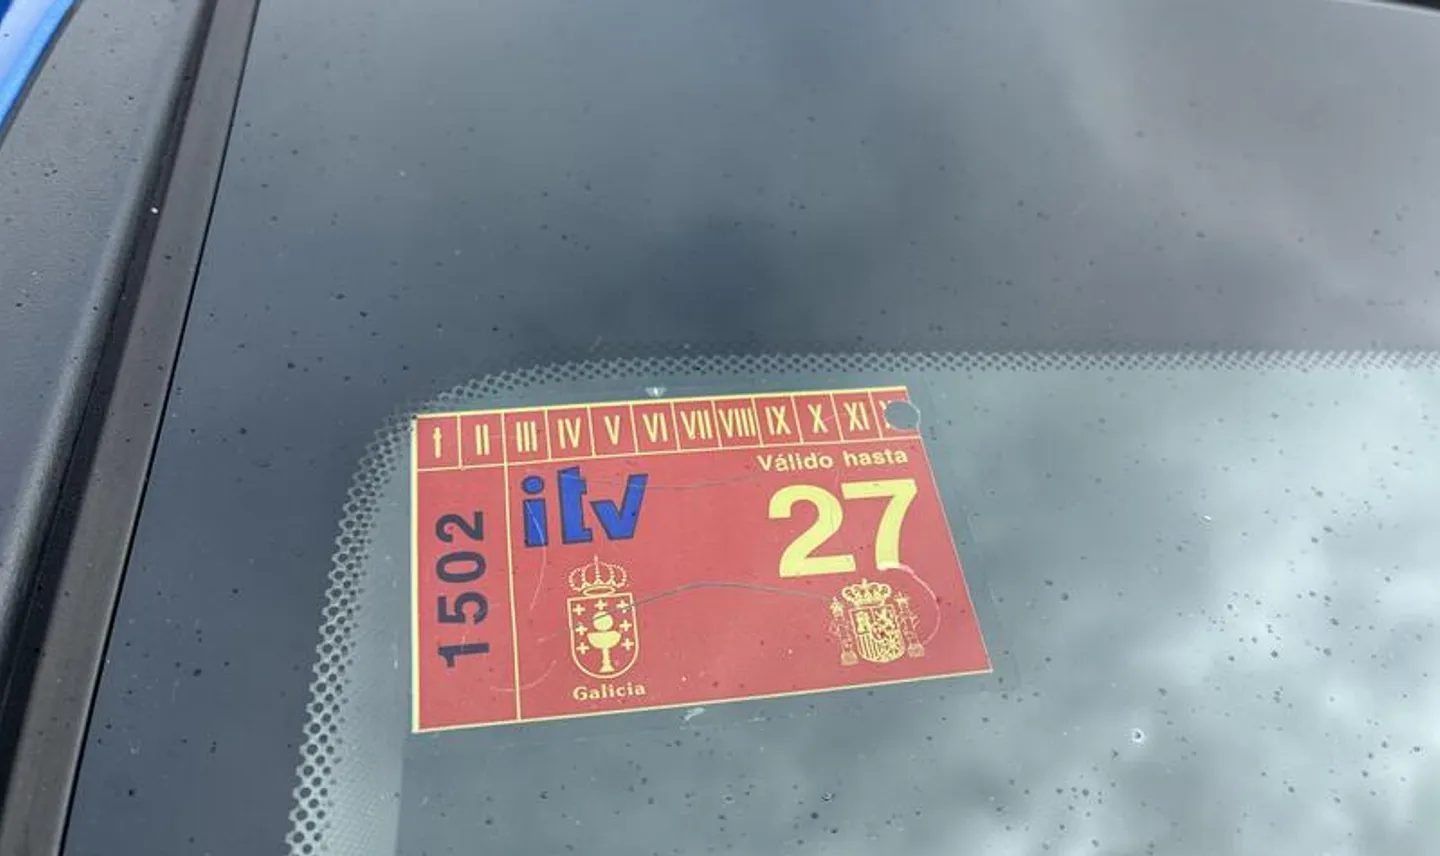 I II III IV V VI VII VIII IX X XI
Válido hasta
itv
27
1502
Galicia